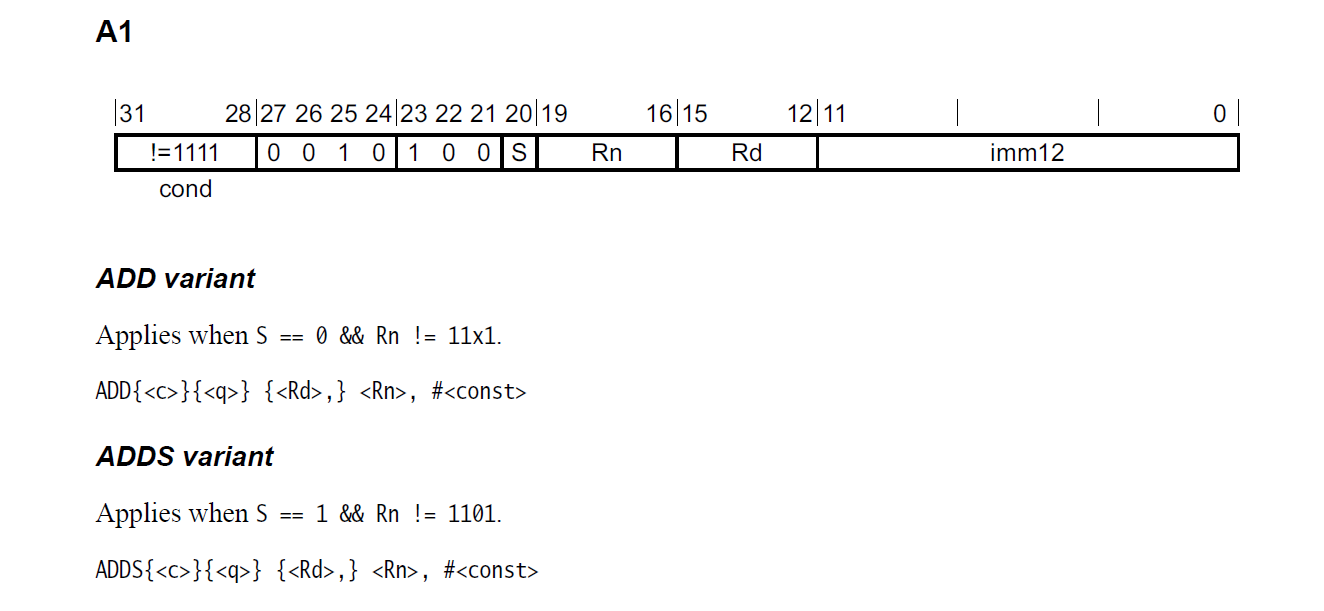 A1
31 28 27 26 25 24 23 22 21 20 19 16 15 12 11 0
!=1111 0 0 1 0 1 0 0 S Rn Rd imm12
cond
ADD variant
Applies when S == 0 && Rn != 11x1.
ADD{<c>}{<q>} {<Rd>,} <Rn>, #<const>
ADDS variant
Applies when S == 1 && Rn != 1101.
ADDS{<c>}{<q>} {<Rd>,} <Rn>, #<const>